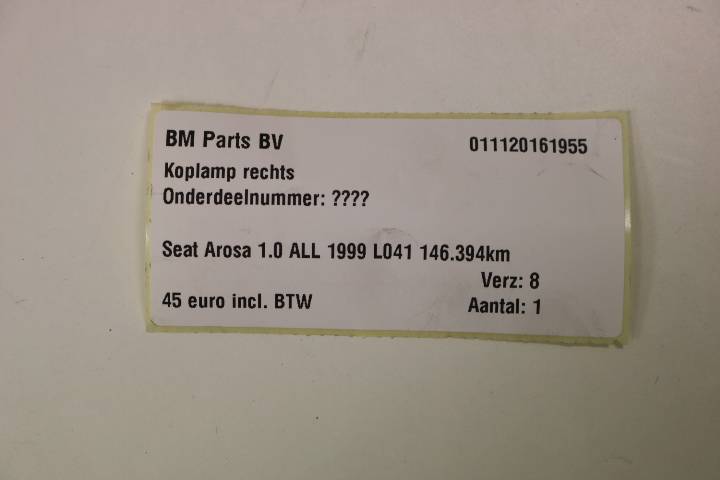 BM Parts BV 011120161955
Koplamp rechts
Onderdeelnummer: ????
Seat Arosa 1.0 ALL 1999 L041 146.394km
Verz: 8
45 euro incl. BTW Aantal: 1